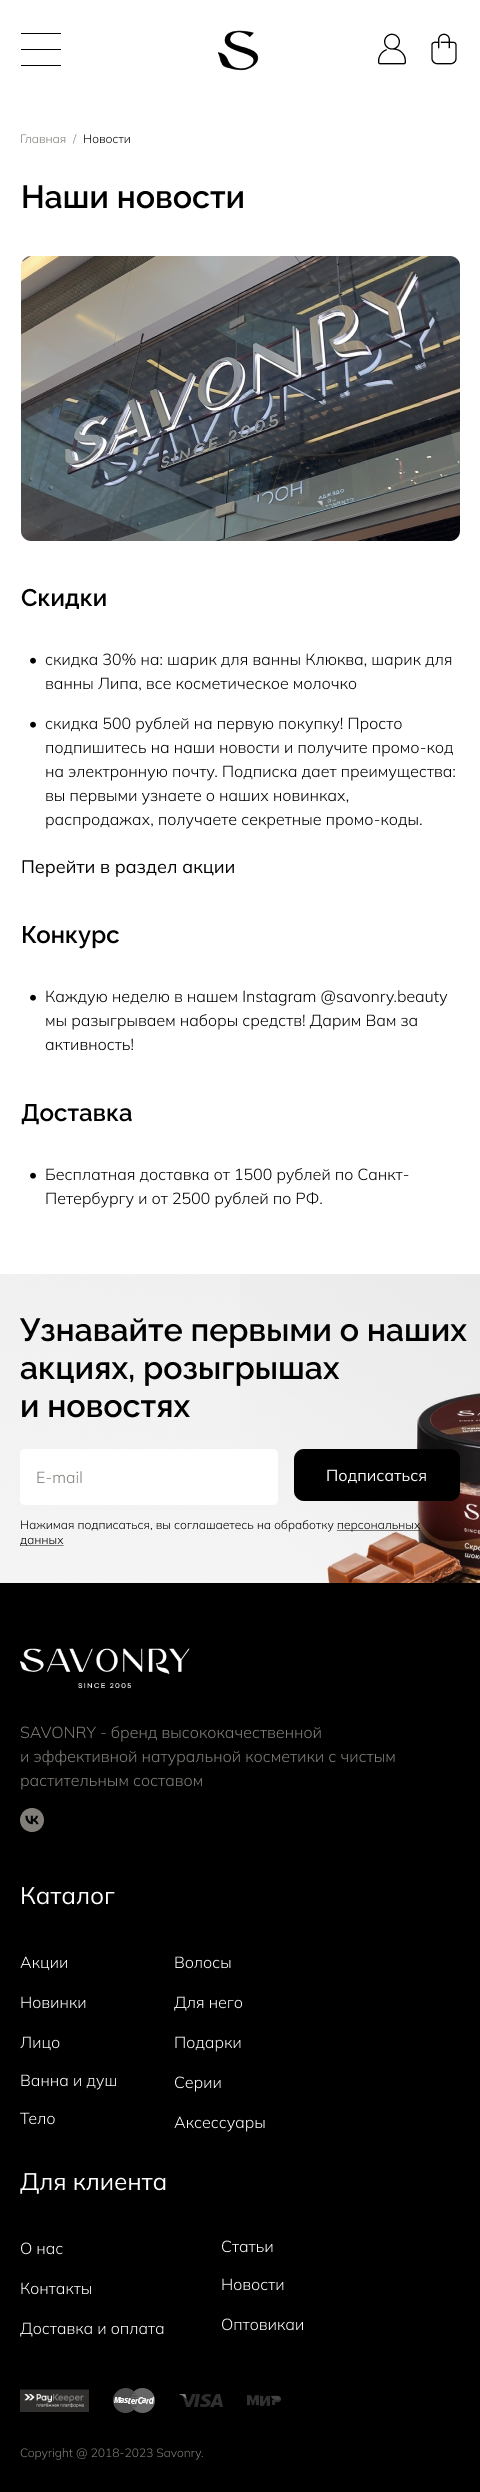 S
Главная / Новости
Наши новости
SAVONRY
SINCE 2005
Скидки
скидка 30% на: шарик для ванны Клюква, шарик для
ванны Липа, все косметическое молочко
скидка 500 рублей на первую покупку! Просто
подпишитесь на наши новости и получите промо-код
на электронную почту. Подписка дает преимущества:
вы первыми узнаете о наших новинках,
распродажах, получаете секретные промо-коды.
Перейти в раздел акции
Конкурс
Каждую неделю в нашем Instagram @savonry.beauty
мы разыгрываем наборы средств! Дарим Вам за
активность!
Доставка
Бесплатная доставка от 1500 рублей по Санкт-
Петербургу и от 2500 рублей по РФ.
Узнавайте первыми о наших
акциях, розыгрышах
и новостях
E-mail
Подписаться
Нажимая подписаться, вы соглашаетесь на обработку персональных
данных
SAVONRY
SINCE 2005
SAVONRY - бренд высококачественной
и эффективной натуральной косметики с чистым
растительным составом
Каталог
Акции
Новинки
Лицо
Ванна и душ
Тело
Волосы
Для него
Подарки
Серии
Аксессуары
Для клиента
О нас
Контакты
Доставка и оплата
Статьи
Новости
Оптовикаи
PayKeeper
платёжная платформа
MasterCard
VISA
МИР
Copyright @ 2018-2023 Savonry.